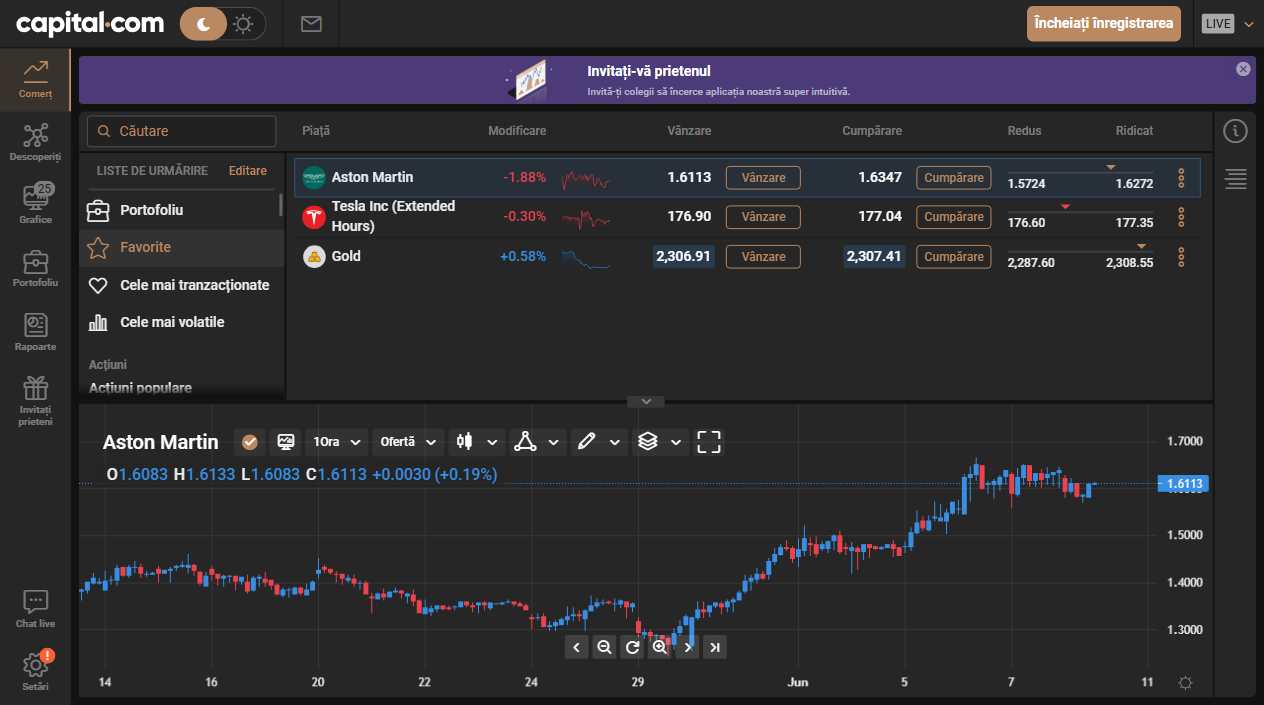 capital.com
Încheiați înregistrarea
LIVE
Comerț
Descoperiți
25
Grafice
Portofoliu
Rapoarte
Invitați
prieteni
Chat live
!
Setări
Invitați-vă prietenul
Invită-ți colegii să încerce aplicația noastră super intuitivă.
Căutare
LISTE DE URMĂRIRE Editare
Portofoliu
Favorite
Cele mai tranzacționate
Cele mai volatile
Acțiuni
Acțiuni populare
Piață Modificare Vânzare Cumpărare Redus Ridicat
Aston Martin -1.88% 1.6113 Vânzare 1.6347 Cumpărare 1.5724 1.6272
Tesla Inc (Extended
Hours) -0.30% 176.90 Vânzare 177.04 Cumpărare 176.60 177.35
Gold +0.58% 2,306.91 Vânzare 2,307.41 Cumpărare 2,287.60 2,308.55
Aston Martin 1Ora Ofertă
O1.6083 H1.6133 L1.6083 C1.6113 +0.0030 (+0.19%)
1.7000
1.6113
1.5000
1.4000
1.3000
14 16 20 22 24 29 Jun 5 7 11